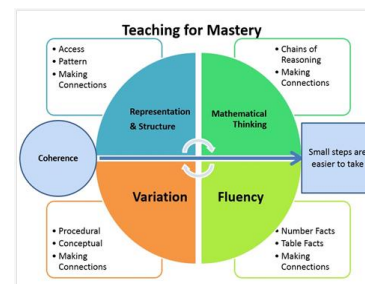 Teaching for Mastery
• Access
• Pattern
• Making
Connections
• Chains of
Reasoning
• Making
Connections
Representation
& Structure
Mathematical
Thinking
Coherence
Small steps are
easier to take
Variation
Fluency
• Procedural
• Conceptual
• Making
Connections
• Number Facts
• Table Facts
• Making
Connections